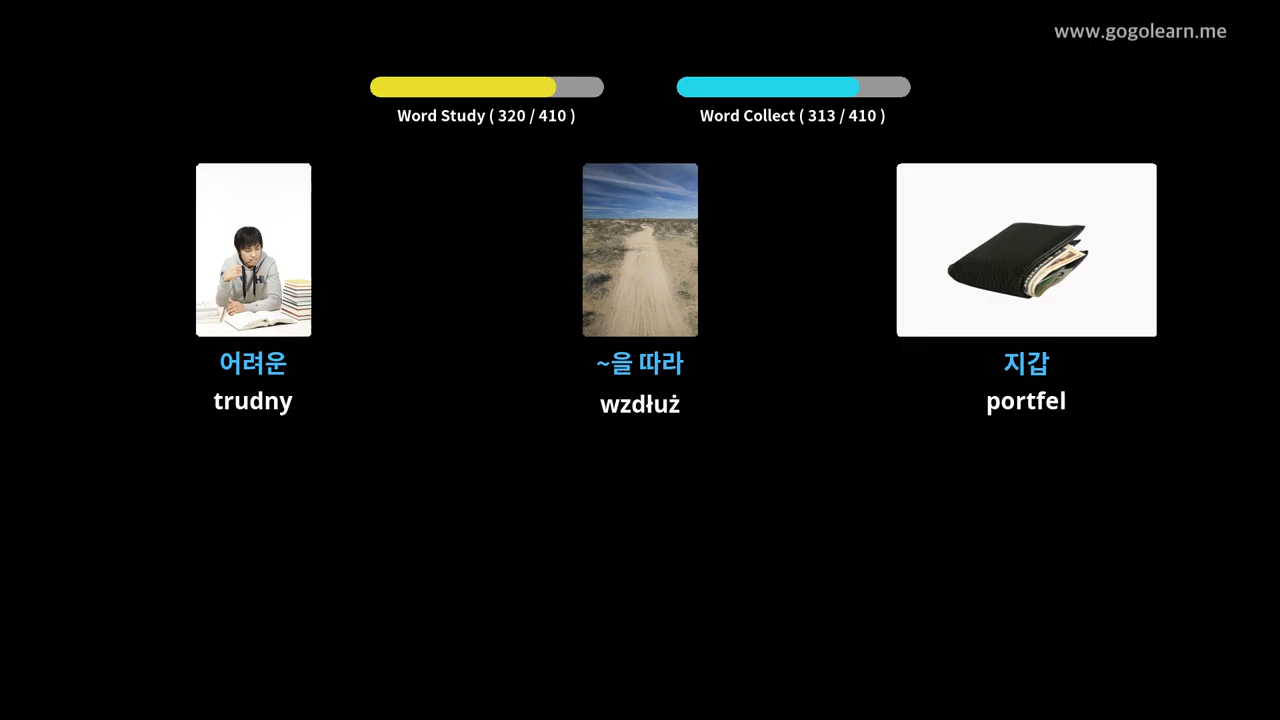 www.gogolearn.me
Word Study ( 320 / 410 )
Word Collect ( 313 / 410 )
어려운
trudny
~을 따라
wzdłuż
지갑
portfel